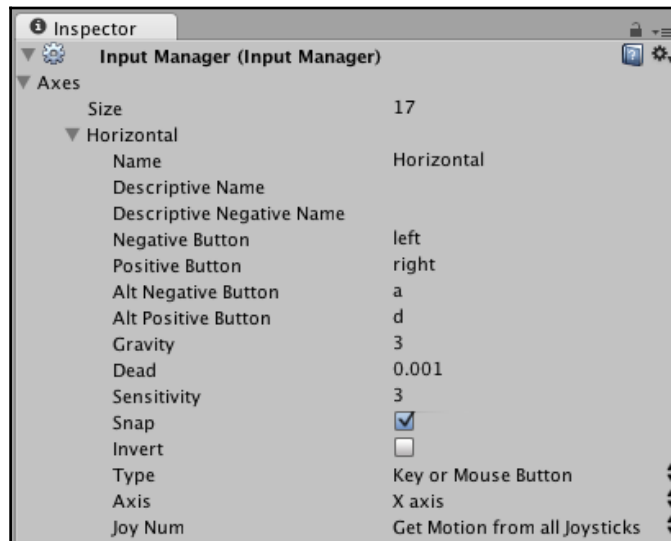 Inspector
Input Manager (Input Manager)
Axes
Size 17
Horizontal
Name Horizontal
Descriptive Name
Descriptive Negative Name
Negative Button left
Positive Button right
Alt Negative Button a
Alt Positive Button d
Gravity 3
Dead 0.001
Sensitivity 3
Snap
Invert
Type Key or Mouse Button
Axis X axis
Joy Num Get Motion from all Joysticks